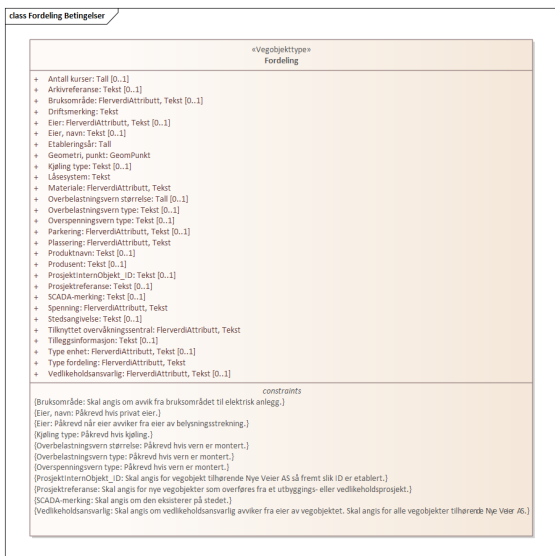 class Fordeling Betingelser
«Vegobjekttype»
Fordeling
+ Antall kurser: Tall [0..1]
+ Arkivreferanse: Tekst [0..1]
+ Bruksområde: FlerverdiAttributt, Tekst [0..1]
+ Driftsmerking: Tekst
+ Eier: FlerverdiAttributt, Tekst [0..1]
+ Eier, navn: Tekst [0..1]
+ Etableringsår: Tall
+ Geometri, punkt: GeomPunkt
+ Kjøling type: Tekst [0..1]
+ Låsesystem: Tekst
+ Materiale: FlerverdiAttributt, Tekst
+ Overbelastningsvern størrelse: Tall [0..1]
+ Overbelastningsvern type: Tekst [0..1]
+ Overspenningsvern type: Tekst [0..1]
+ Parkering: FlerverdiAttributt, Tekst [0..1]
+ Plassering: FlerverdiAttributt, Tekst
+ Produktnavn: Tekst [0..1]
+ Produsent: Tekst [0..1]
+ ProsjektInternObjekt_ID: Tekst [0..1]
+ Prosjektreferanse: Tekst [0..1]
+ SCADA-merking: Tekst [0..1]
+ Spenning: FlerverdiAttributt, Tekst
+ Stedsangivelse: Tekst [0..1]
+ Tilknyttet overvåkningssentral: FlerverdiAttributt, Tekst
+ Tilleggsinformasjon: Tekst [0..1]
+ Type enhet: FlerverdiAttributt, Tekst [0..1]
+ Type fordeling: FlerverdiAttributt, Tekst
+ Vedlikeholdsansvarlig: FlerverdiAttributt, Tekst [0..1]
constraints
{Bruksområde: Skal angis om avvik fra bruksområdet til elektrisk anlegg.}
{Eier, navn: Påkrevd hvis privat eier.}
{Eier: Påkrevd når eier avviker fra eier av belysningsstrekning.}
{Kjøling type: Påkrevd hvis kjøling.}
{Overbelastningsvern størrelse: Påkrevd hvis vern er montert.}
{Overbelastningsvern type: Påkrevd hvis vern er montert.}
{Overspenningsvern type: Påkrevd hvis vern er montert.}
{ProsjektInternObjekt_ID: Skal angis for vegobjekt tilhørende Nye Veier AS så fremt slik ID er etablert.}
{Prosjektreferanse: Skal angis for nye vegobjekter som overføres fra et utbyggings- eller vedlikeholdsprosjekt.}
{SCADA-merking: Skal angis om den eksisterer på stedet.}
{Vedlikeholdsansvarlig: Skal angis om vedlikeholdsansvarlig avviker fra eier av vegobjektet. Skal angis for alle vegobjekter tilhørende Nye Veier AS.}